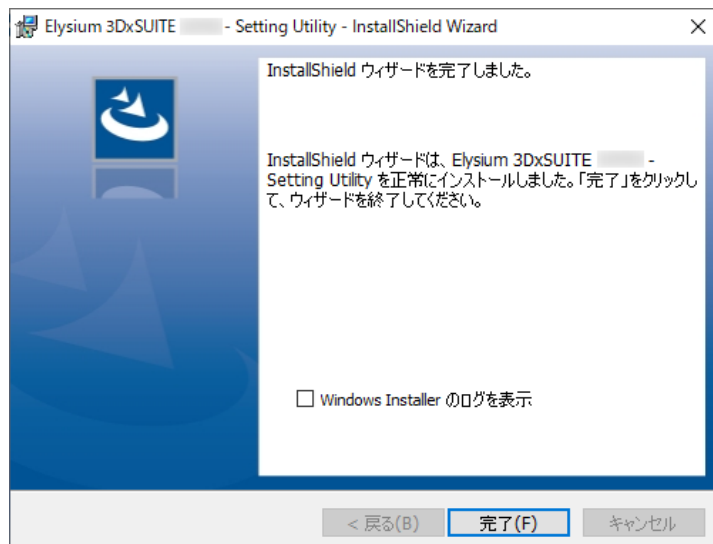 Elysium 3DxSUITE - Setting Utility - InstallShield Wizard
InstallShield ウィザードを完了しました。
InstallShield ウィザードは、Elysium 3DxSUITE -
Setting Utility を正常にインストールしました。「完了」をクリックし
て、ウィザードを終了してください。
Windows Installer のログを表示
< 戻る(B)
完了(F)
キャンセル